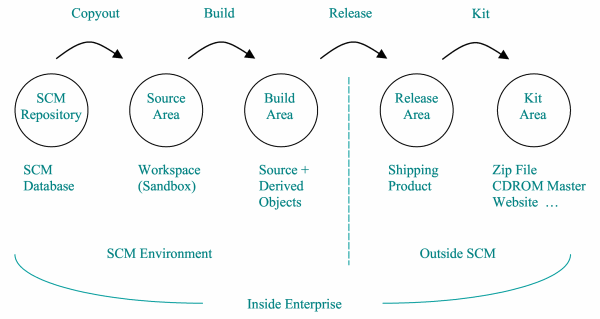 Copyout Build Release Kit
SCM Repository
Source Area
Build Area
Release Area
Kit Area
SCM Database
Workspace (Sandbox)
Source + Derived Objects
Shipping Product
Zip File
CDROM Master
Website …
SCM Environment
Outside SCM
Inside Enterprise